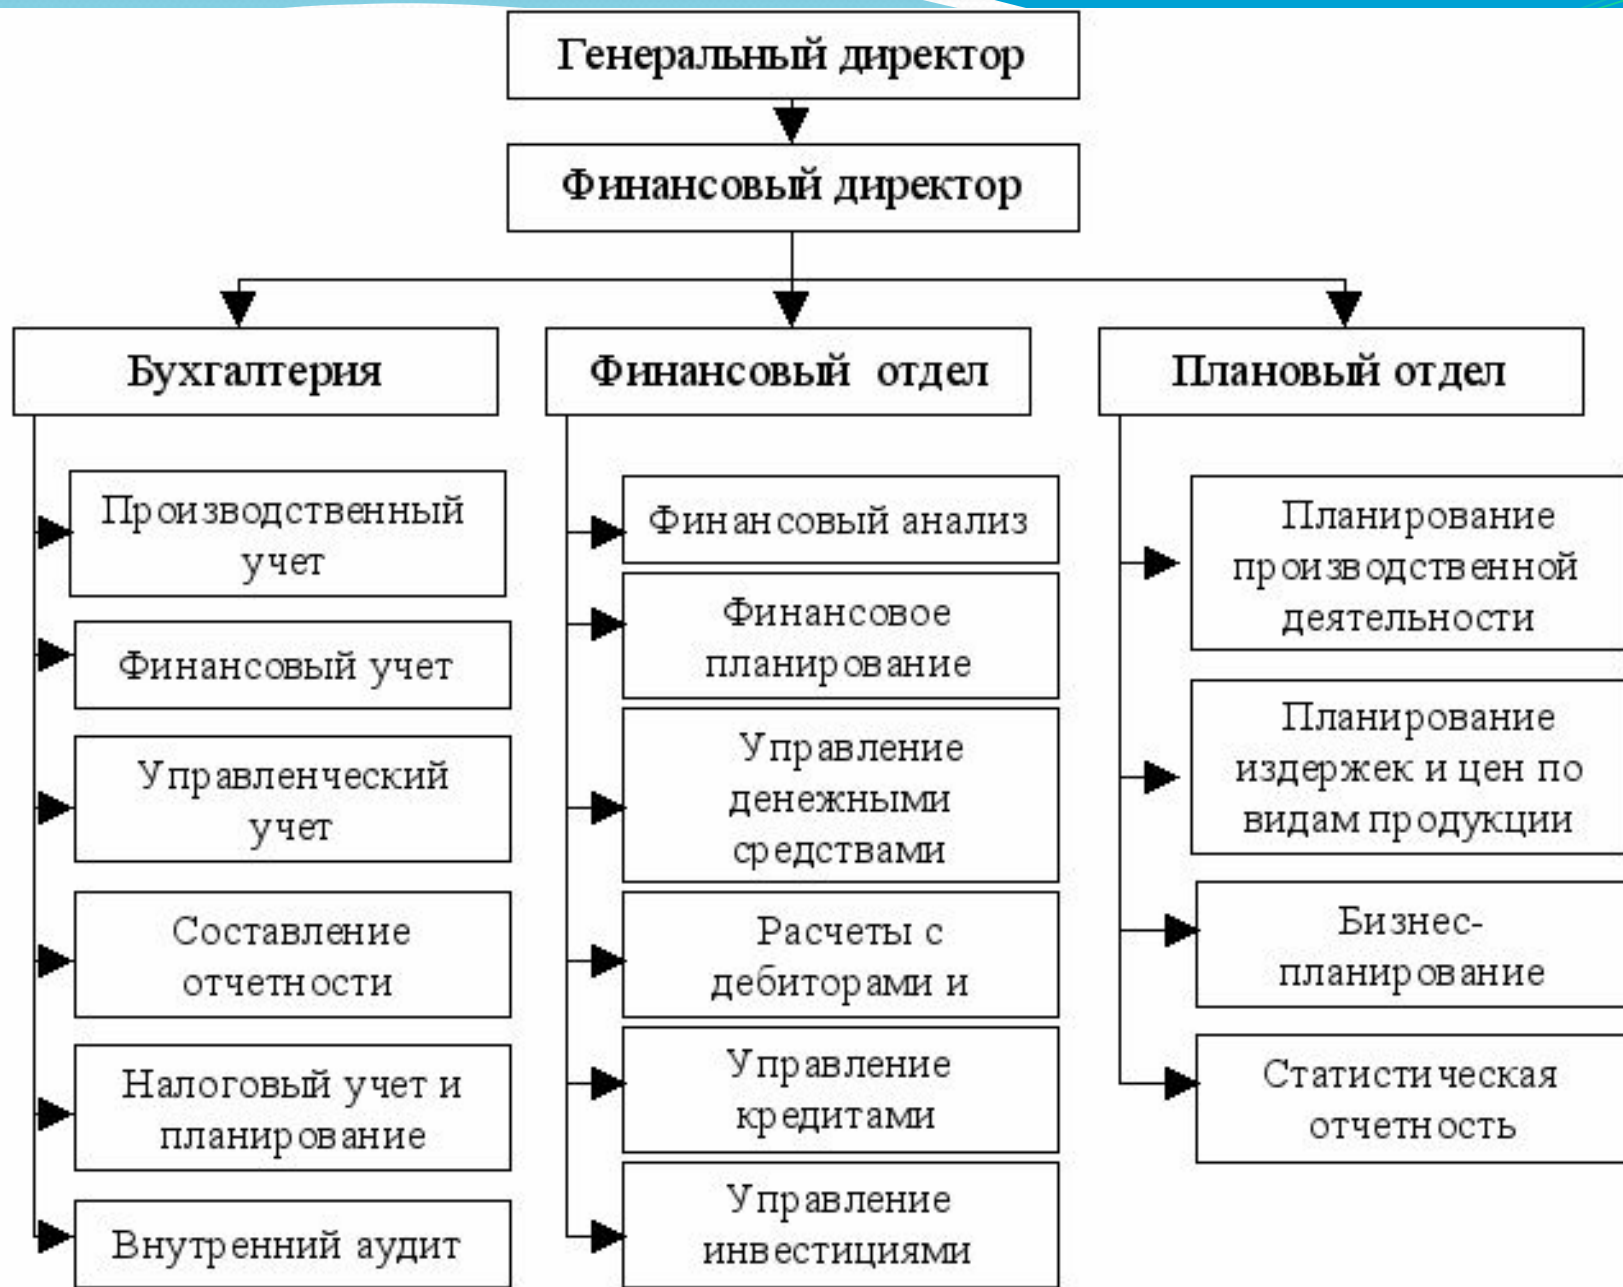 Генеральный директор
Финансовый директор
Бухгалтерия
Производственный
учет
Финансовый учет
Управленческий
учет
Составление
отчетности
Налоговый учет и
планирование
Внутренний аудит
Финансовый отдел
Финансовый анализ
Финансовое
планирование
Управление
денежными
средствами
Расчеты с
дебиторами и
Управление
кредитами
Управление
инвестициями
Плановый отдел
Планирование
производственной
деятельности
Планирование
издержек и цен по
видам продукции
Бизнес-
планирование
Статистическая
отчетность